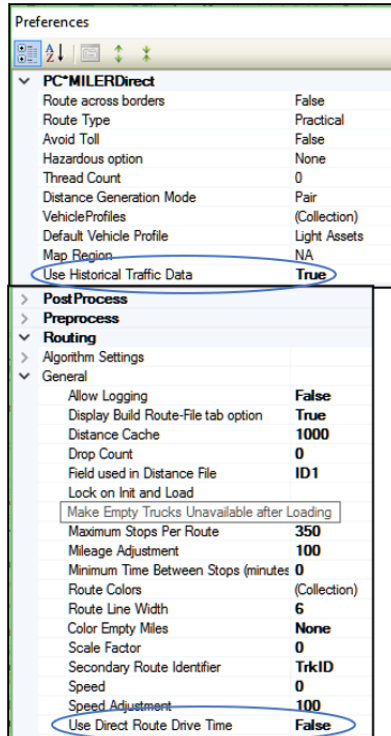 Preferences
PC*MILERDirect
Route across borders False
Route Type Practical
Avoid Toll False
Hazardous option None
Thread Count 0
Distance Generation Mode Pair
VehicleProfiles (Collection)
Default Vehicle Profile Light Assets
Map Region NA
Use Historical Traffic Data True
PostProcess
Preprocess
Routing
Algorithm Settings
General
Allow Logging False
Display Build Route-File tab option True
Distance Cache 1000
Drop Count 0
Field used in Distance File ID1
Lock on Init and Load
Make Empty Trucks Unavailable after Loading
Maximum Stops Per Route 350
Mileage Adjustment 100
Minimum Time Between Stops (minutes 0
Route Colors (Collection)
Route Line Width 6
Color Empty Miles None
Scale Factor 0
Secondary Route Identifier TrkID
Speed 0
Speed Adjustment 100
Use Direct Route Drive Time False